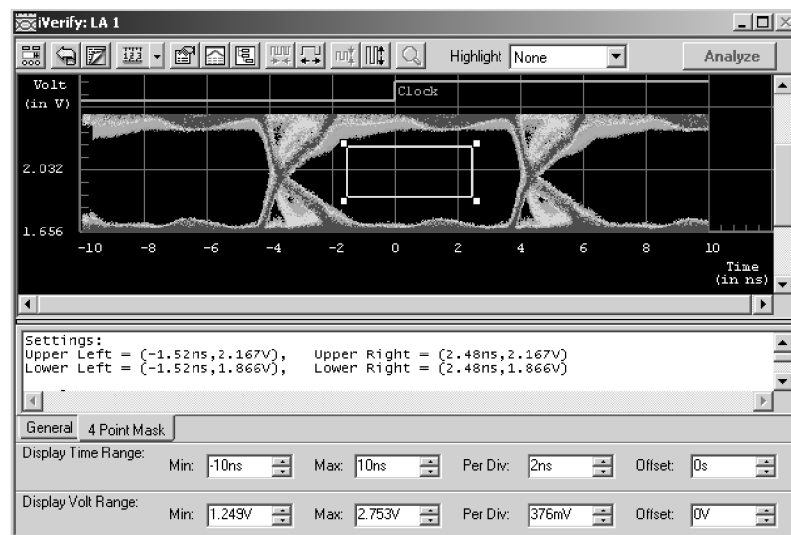 iVerify: LA 1
Highlight None Analyze
Volt
(in V)
Clock
2.032
1.656
-10 -8 -6 -4 -2 0 2 4 6 8 10
Time
(in ns)
Settings:
Upper Left = (-1.52ns,2.167V), Upper Right = (2.48ns,2.167V)
Lower Left = (-1.52ns,1.866V), Lower Right = (2.48ns,1.866V)
General 4 Point Mask
Display Time Range: Min: -10ns Max: 10ns Per Div: 2ns Offset: 0s
Display Volt Range: Min: 1.249V Max: 2.753V Per Div: 376mV Offset: 0V